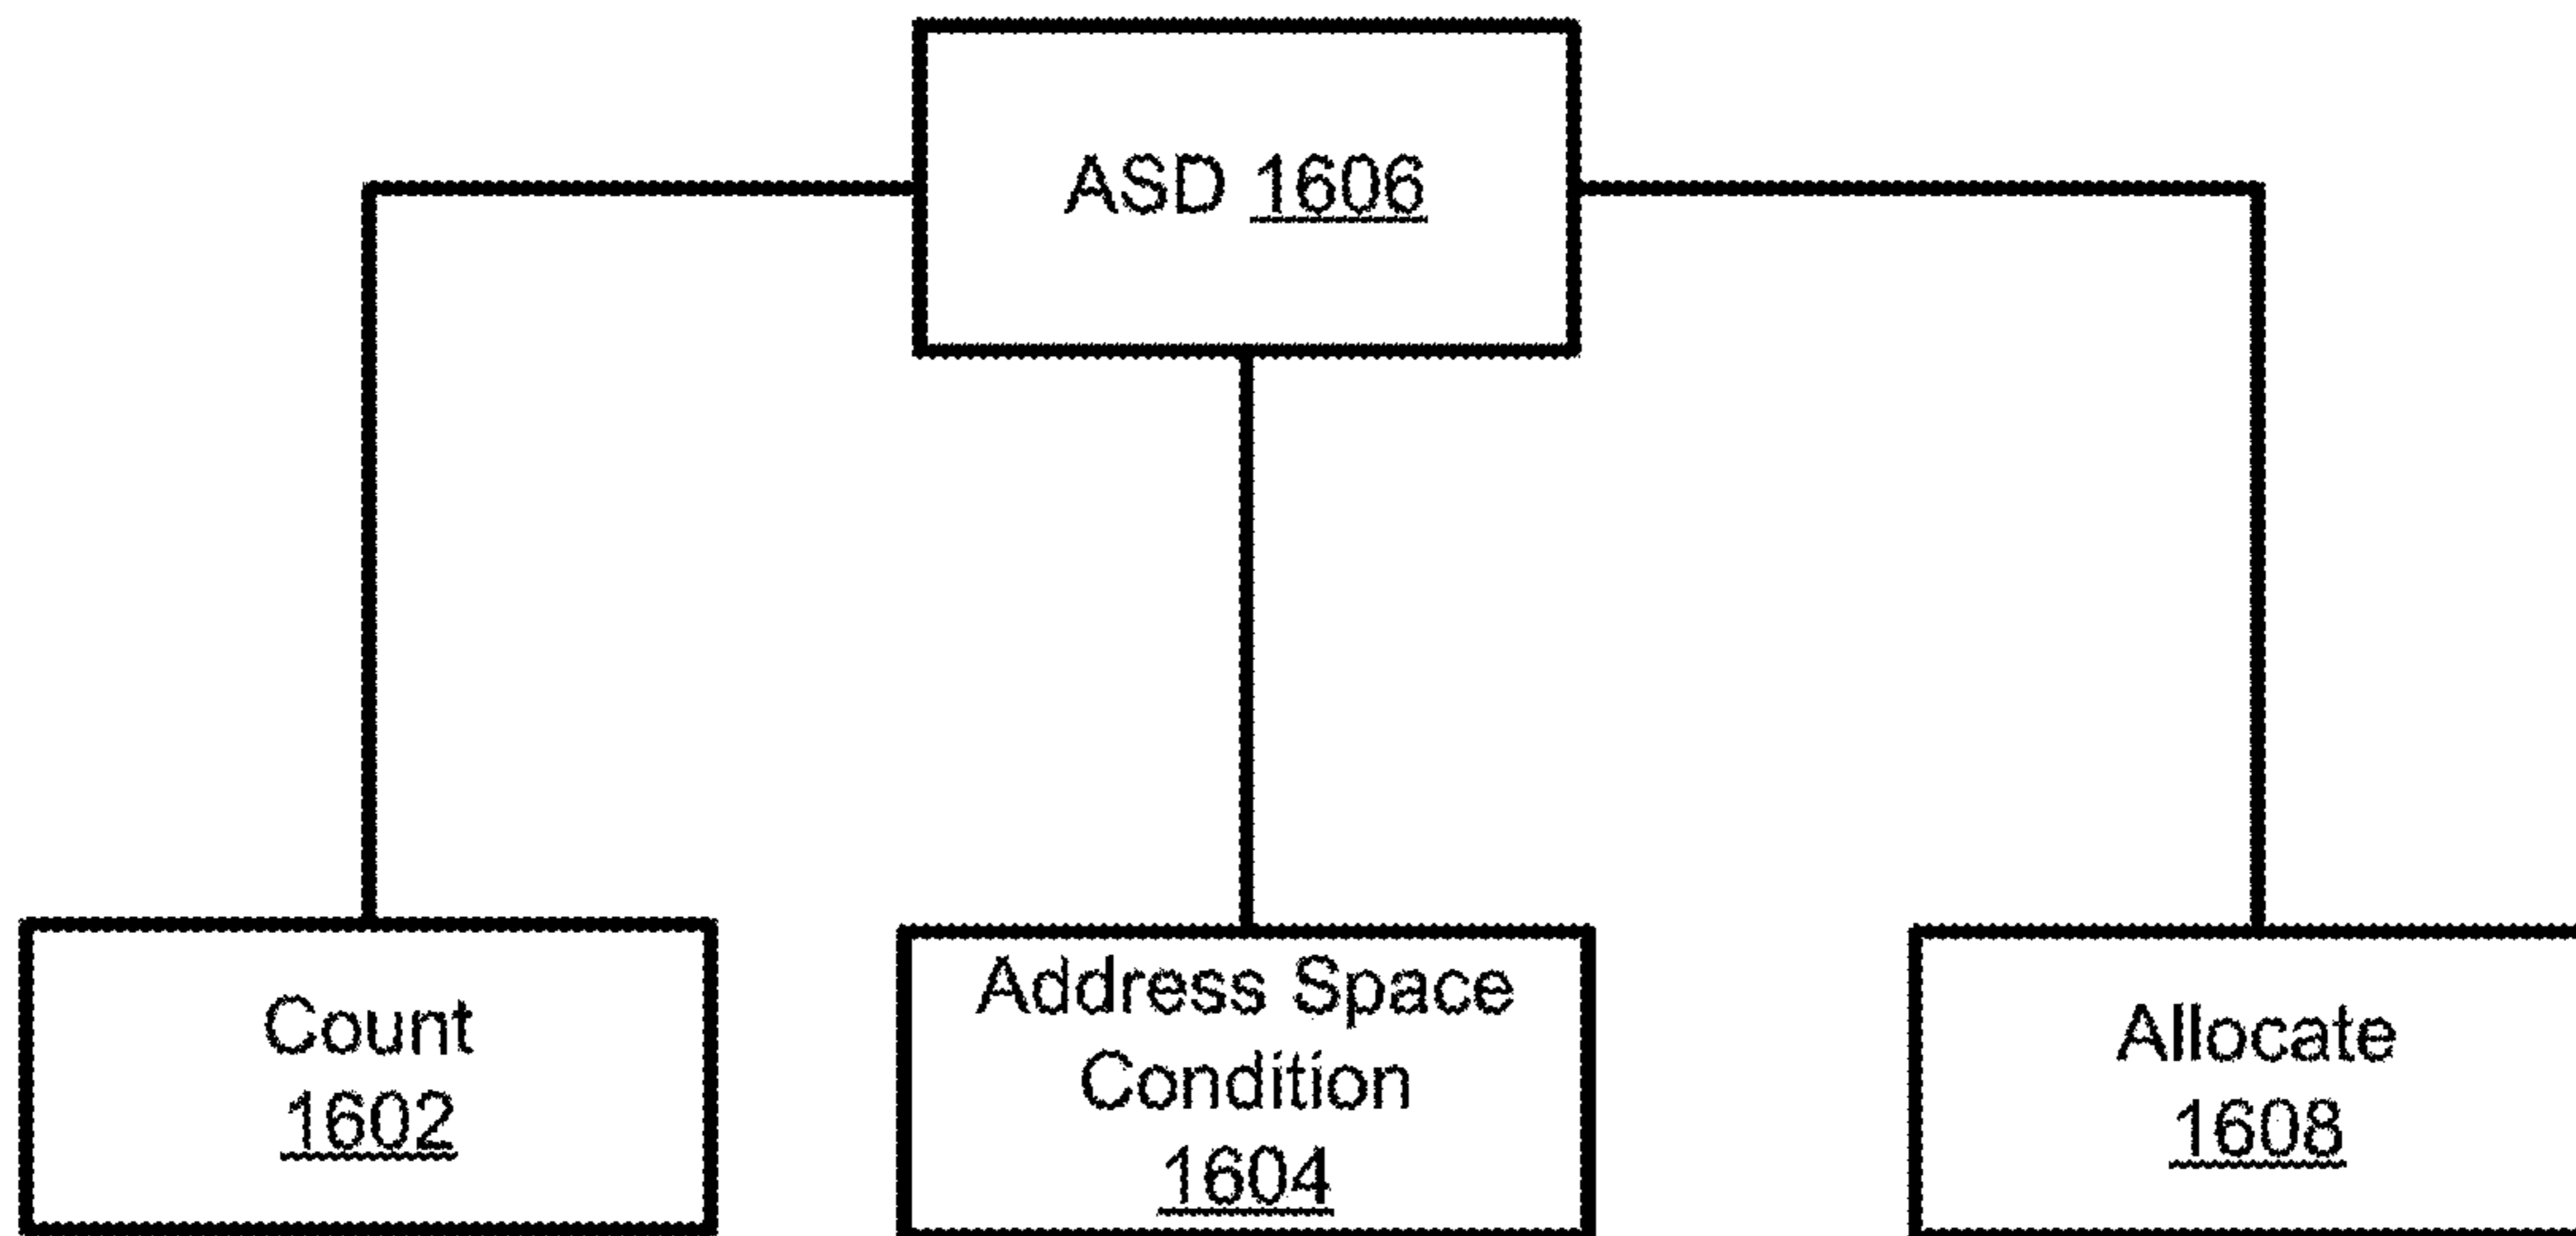 ASD 1606
Count
1602
Address Space
Condition
1604
Allocate
1608